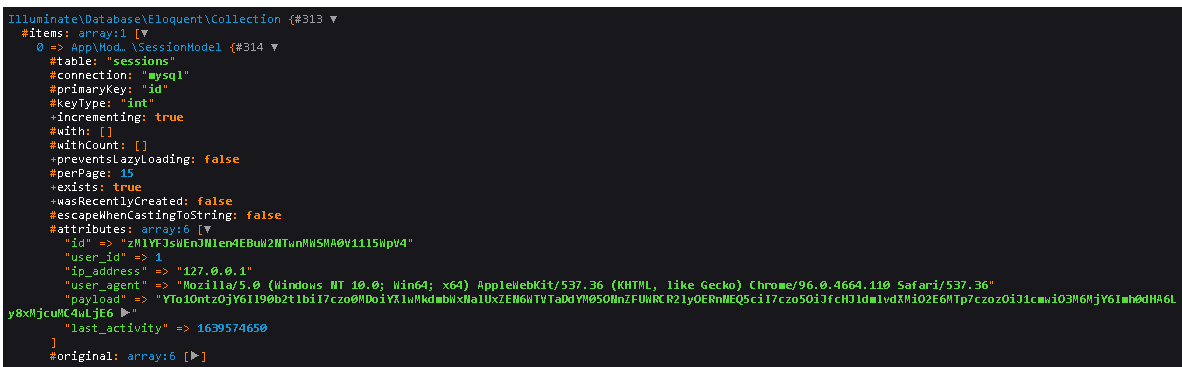 Illuminate\Database\Eloquent\Collection {#313 ▼
#items: array:1 [▼
0 => App\Mod… \SessionModel {#314 ▼
#table: "sessions"
#connection: "mysql"
#primaryKey: "id"
#keyType: "int"
+incrementing: true
#with: []
#withCount: []
+preventsLazyLoading: false
#perPage: 15
+exists: true
+wasRecentlyCreated: false
#escapeWhenCastingToString: false
#attributes: array:6 [▼
"id" =>
"user_id" => 1
"ip_address" => "127.0.0.1"
"user_agent" => "Mozilla/5.0 (Windows NT 10.0; Win64; x64) AppleWebKit/537.36 (KHTML, like Gecko) Chrome/96.0.4664.110 Safari/537.36"
"payload" =>
"last_activity" => 1639574650
]
#original: array:6 [▶]